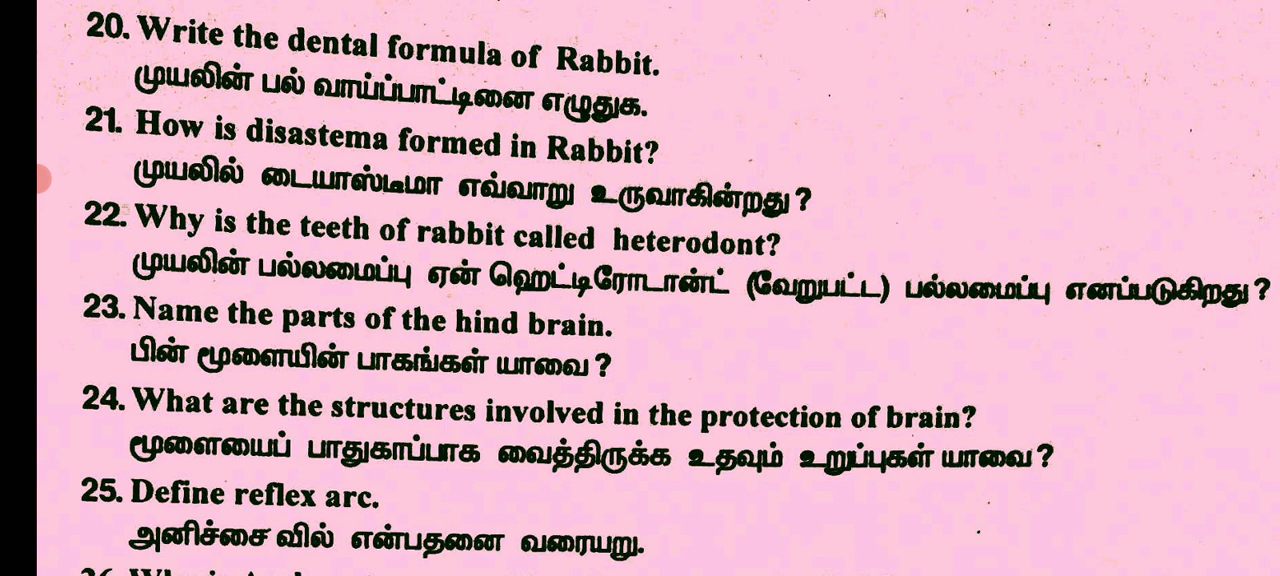 20. Write the dental formula of Rabbit.
முயலின் பல் வாய்ப்பாட்டினை எழுதுக.
21. How is disastema formed in Rabbit?
முயலில் டையாஸ்டீமா எவ்வாறு உருவாகின்றது?
22. Why is the teeth of rabbit called heterodont?
முயலின் பல்லமைப்பு ஏன் ஹெட்டிரோடான்ட் (வேறுபட்ட) பல்லமைப்பு எனப்படுகிறது?
23. Name the parts of the hind brain.
பின் மூளையின் பாகங்கள் யாவை?
24. What are the structures involved in the protection of brain?
மூளையைப் பாதுகாப்பாக வைத்திருக்க உதவும் உறுப்புகள் யாவை?
25. Define reflex arc.
அனிச்சை வில் என்பதனை வரையறு.